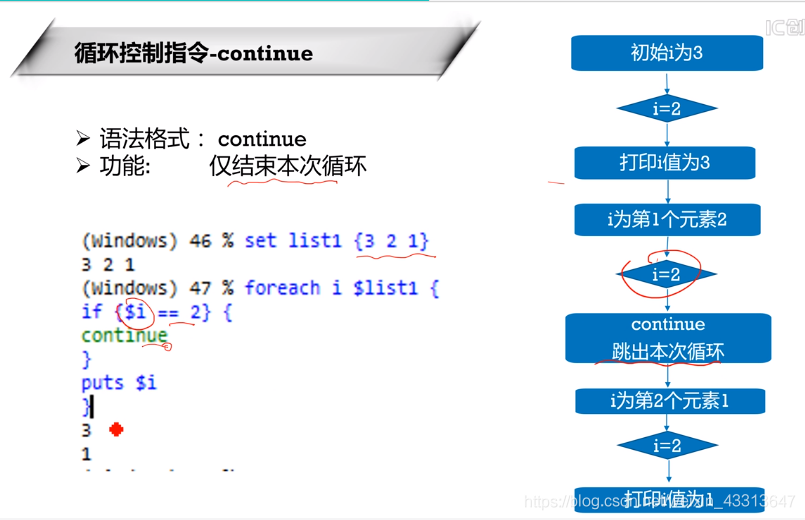 循环控制指令-continue
IC创
➢ 语法格式： continue
➢ 功能: 仅结束本次循环
(Windows) 46 % set list1 {3 2 1}
3 2 1
(Windows) 47 % foreach i $list1 {
if {$i == 2} {
continue
}
puts $i
}
3
1
初始i为3
i=2
打印i值为3
i为第1个元素2
i=2
continue
跳出本次循环
i为第2个元素1
i=2
打印i值为1
https://blog.csdn.net/weixin_43313647